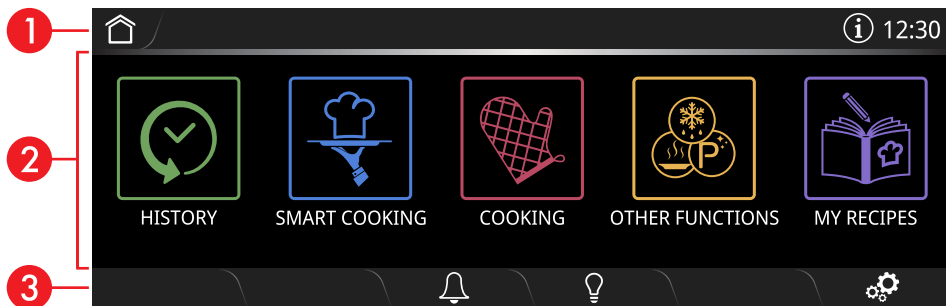 1
12:30
2
HISTORY
SMART COOKING
COOKING
OTHER FUNCTIONS
P
MY RECIPES
3